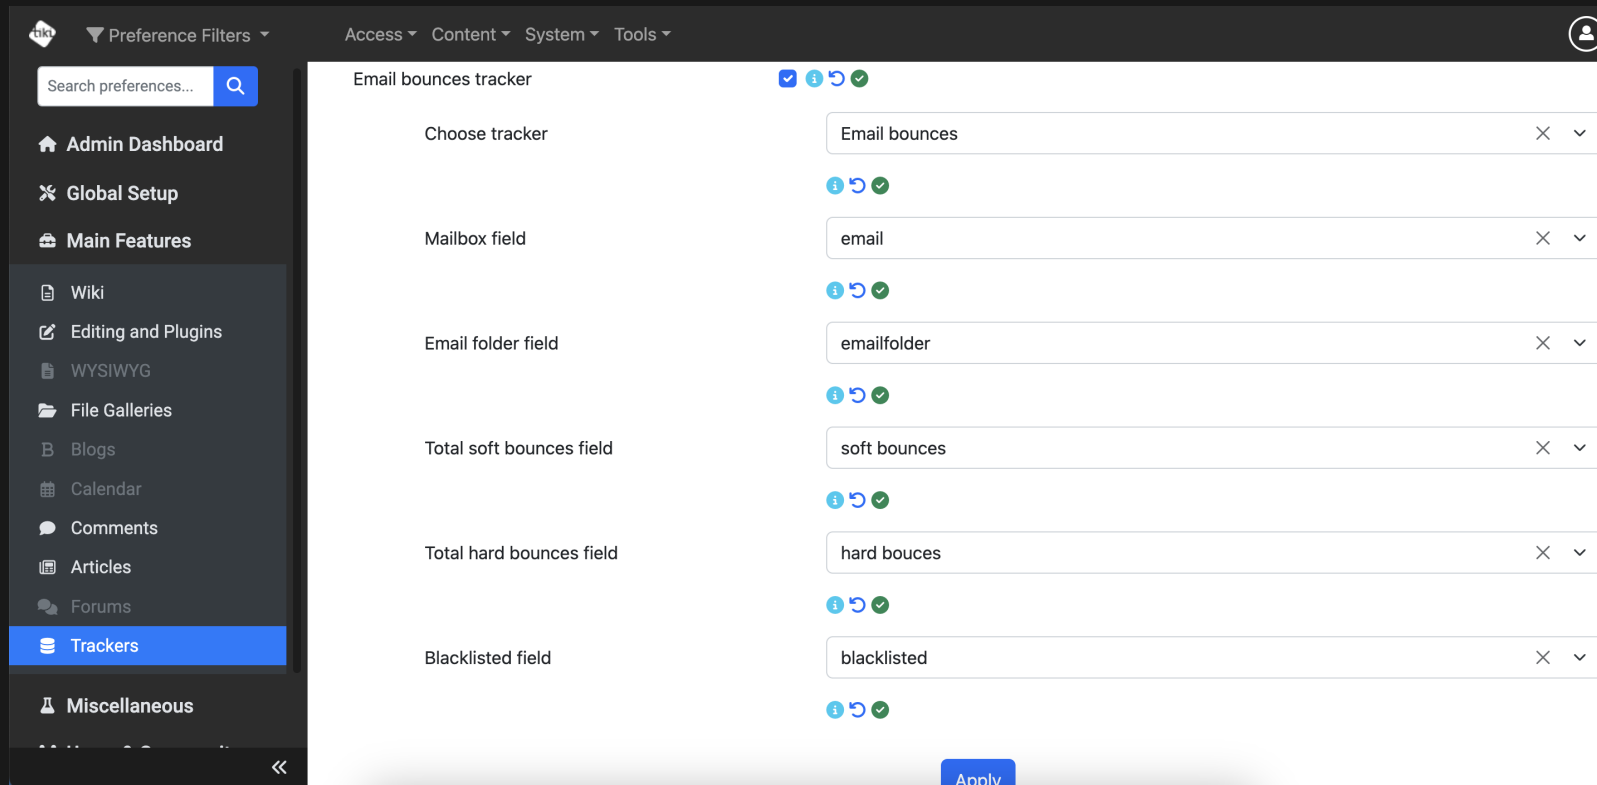 tiki
Preference Filters
Access
Content
System
Tools
Search preferences...
Admin Dashboard
Global Setup
Main Features
Wiki
Editing and Plugins
WYSIWYG
File Galleries
Blogs
Calendar
Comments
Articles
Forums
Trackers
Miscellaneous
Email bounces tracker
Choose tracker
Email bounces
Mailbox field
email
Email folder field
emailfolder
Total soft bounces field
soft bounces
Total hard bounces field
hard bouces
Blacklisted field
blacklisted
Apply